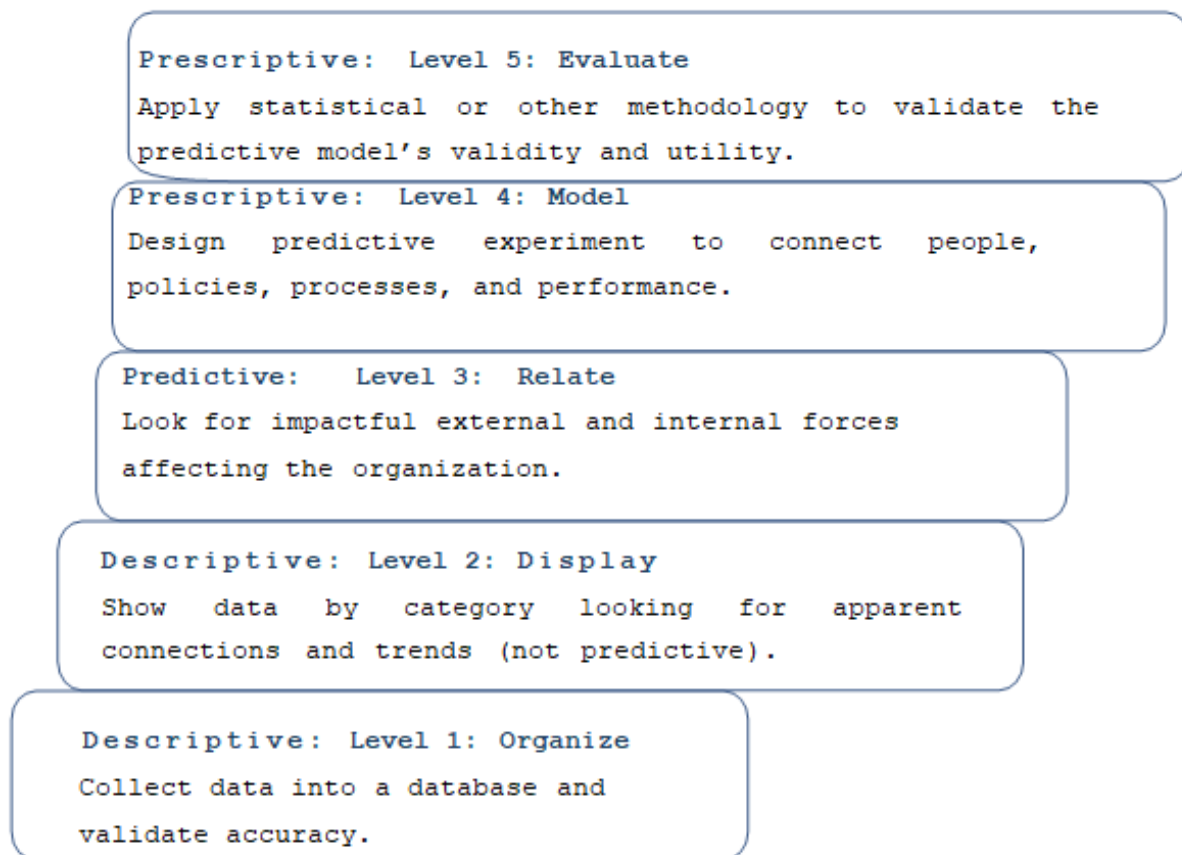 Prescriptive: Level 5: Evaluate
Apply statistical or other methodology to validate the
predictive model’s validity and utility.
Prescriptive: Level 4: Model
Design predictive experiment to connect people,
policies, processes, and performance.
Predictive: Level 3: Relate
Look for impactful external and internal forces
affecting the organization.
Descriptive: Level 2: Display
Show data by category looking for apparent
connections and trends (not predictive).
Descriptive: Level 1: Organize
Collect data into a database and
validate accuracy.